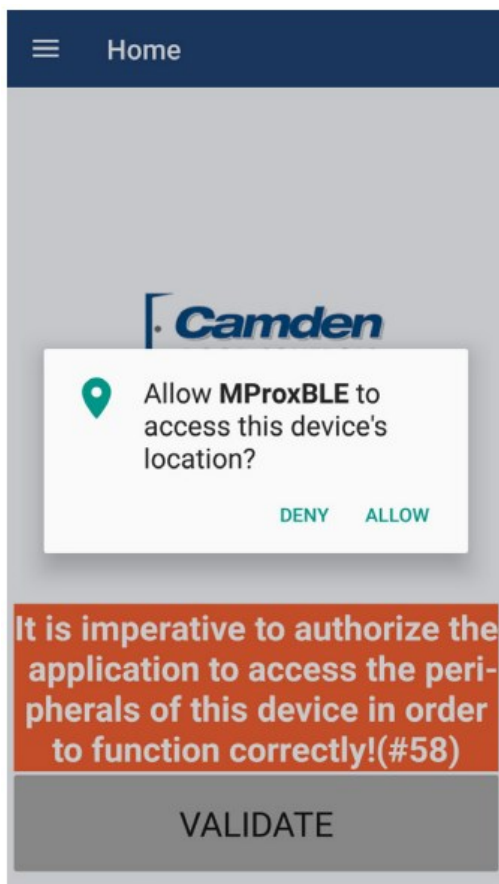 Home
Camden
Allow MProxBLE to
access this device's
location?
DENY ALLOW
It is imperative to authorize the
application to access the peri-
pherals of this device in order
to function correctly!(#58)
VALIDATE